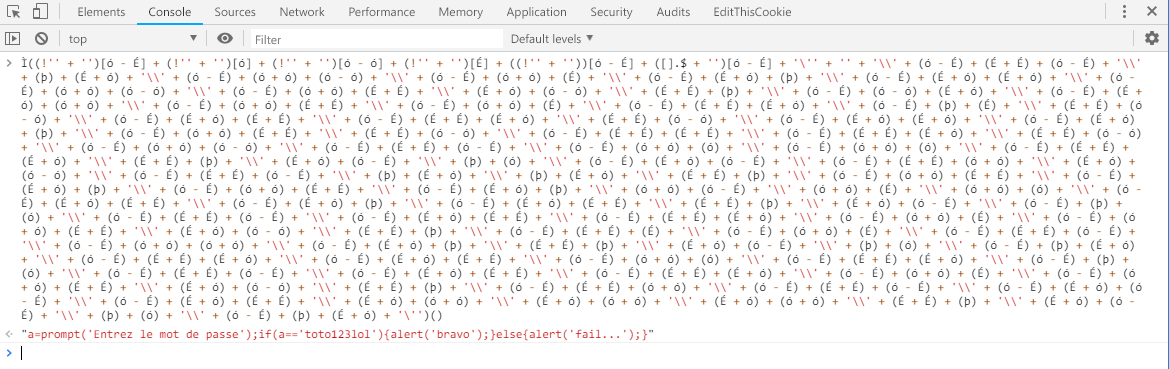 Elements Console Sources Network Performance Memory Application Security Audits EditThisCookie
top Filter Default levels
Ì((!'' + '')[ó - É] + (!'' + '')[ó] + (!'' + '')[ó - ó] + (!'' + '')[É] + ((!'' + ''))[ó - É] + ([].$ + '')[ó - É] + '\'' + '' + '\\' + (ó - É) + (É + É) + (ó - É) + '\\'
+ (þ) + (É + ó) + '\\' + (ó - É) + (ó + ó) + (ó - ó) + '\\' + (ó - É) + (ó + ó) + (É) + '\\' + (ó - É) + (É + ó) + (þ) + '\\' + (ó - É) + (É + ó) + (É + ó) + '\\' + (ó -
É) + (ó + ó) + (ó - ó) + '\\' + (ó - É) + (ó + ó) + (É + É) + '\\' + (É + ó) + (ó - ó) + '\\' + (É + É) + (þ) + '\\' + (ó - É) + (ó - ó) + (É + ó) + '\\' + (ó - É) + (É +
ó) + (ó + ó) + '\\' + (ó - É) + (ó + ó) + (É + É) + '\\' + (ó - É) + (ó + ó) + (É) + '\\' + (ó - É) + (É + É) + (É + ó) + '\\' + (ó - É) + (þ) + (É) + '\\' + (É + É) + (ó
- ó) + '\\' + (ó - É) + (É + ó) + (É + É) + '\\' + (ó - É) + (É + É) + (É + ó) + '\\' + (É + É) + (ó - ó) + '\\' + (ó - É) + (É + ó) + (É + ó) + '\\' + (ó - É) + (É + ó)
+ (þ) + '\\' + (ó - É) + (ó + ó) + (É + É) + '\\' + (É + É) + (ó - ó) + '\\' + (ó - É) + (É + É) + (É + É) + '\\' + (ó - É) + (É + É) + (É + ó) + '\\' + (É + É) + (ó - ó)
+ '\\' + (ó - É) + (ó + ó) + (ó - ó) + '\\' + (ó - É) + (É + É) + (ó - É) + '\\' + (ó - É) + (ó + ó) + (ó) + '\\' + (ó - É) + (ó + ó) + (ó) + '\\' + (ó - É) + (É + É) +
(É + ó) + '\\' + (É + É) + (þ) + '\\' + (É + ó) + (ó - É) + '\\' + (þ) + (ó) + '\\' + (ó - É) + (É + ó) + (ó - É) + '\\' + (ó - É) + (É + É) + (ó + ó) + '\\' + (É + ó) +
(ó - ó) + '\\' + (ó - É) + (É + É) + (ó - É) + '\\' + (þ) + (É + ó) + '\\' + (þ) + (É + ó) + '\\' + (É + É) + (þ) + '\\' + (ó - É) + (ó + ó) + (É + É) + '\\' + (ó - É) +
(É + ó) + (þ) + '\\' + (ó - É) + (ó + ó) + (É + É) + '\\' + (ó - É) + (É + ó) + (þ) + '\\' + (ó + ó) + (ó - É) + '\\' + (ó + ó) + (É) + '\\' + (ó + ó) + (ó) + '\\' + (ó -
É) + (É + ó) + (É + É) + '\\' + (ó - É) + (É + ó) + (þ) + '\\' + (ó - É) + (É + ó) + (É + É) + '\\' + (É + É) + (þ) + '\\' + (É + ó) + (ó - É) + '\\' + (ó - É) + (þ) +
(ó) + '\\' + (ó - É) + (É + É) + (ó - É) + '\\' + (ó - É) + (É + ó) + (É + É) + '\\' + (ó - É) + (É + É) + (É + ó) + '\\' + (ó - É) + (ó + ó) + (É) + '\\' + (ó - É) + (ó
+ ó) + (É + É) + '\\' + (É + ó) + (ó - ó) + '\\' + (É + É) + (þ) + '\\' + (ó - É) + (É + É) + (É) + '\\' + (ó - É) + (ó + ó) + (É) + '\\' + (ó - É) + (É + É) + (ó - É) +
'\\' + (ó - É) + (ó + ó) + (ó + ó) + '\\' + (ó - É) + (É + ó) + (þ) + '\\' + (É + É) + (þ) + '\\' + (É + ó) + (ó - É) + '\\' + (þ) + (ó) + '\\' + (ó - É) + (þ) + (É + ó)
+ '\\' + (ó - É) + (É + É) + (É + ó) + '\\' + (ó - É) + (É + ó) + (É + É) + '\\' + (ó - É) + (ó + ó) + (ó) + '\\' + (ó - É) + (É + É) + (É + ó) + '\\' + (ó - É) + (þ) +
(ó) + '\\' + (ó - É) + (É + É) + (ó - É) + '\\' + (ó - É) + (É + ó) + (É + É) + '\\' + (ó - É) + (É + É) + (É + ó) + '\\' + (ó - É) + (ó + ó) + (É) + '\\' + (ó - É) + (ó
+ ó) + (É + É) + '\\' + (É + ó) + (ó - ó) + '\\' + (É + É) + (þ) + '\\' + (ó - É) + (É + É) + (ó + ó) + '\\' + (ó - É) + (É + É) + (ó - É) + '\\' + (ó - É) + (É + ó) + (ó
- É) + '\\' + (ó - É) + (É + ó) + (É + É) + '\\' + (É + ó) + (ó + ó) + '\\' + (É + ó) + (ó + ó) + '\\' + (É + ó) + (ó + ó) + '\\' + (É + É) + (þ) + '\\' + (É + ó) + (ó -
É) + '\\' + (þ) + (ó) + '\\' + (ó - É) + (þ) + (É + ó) + '\'')()
"a=prompt('Entrez le mot de passe');if(a=='toto123lol'){alert('bravo');}else{alert('fail...');}"